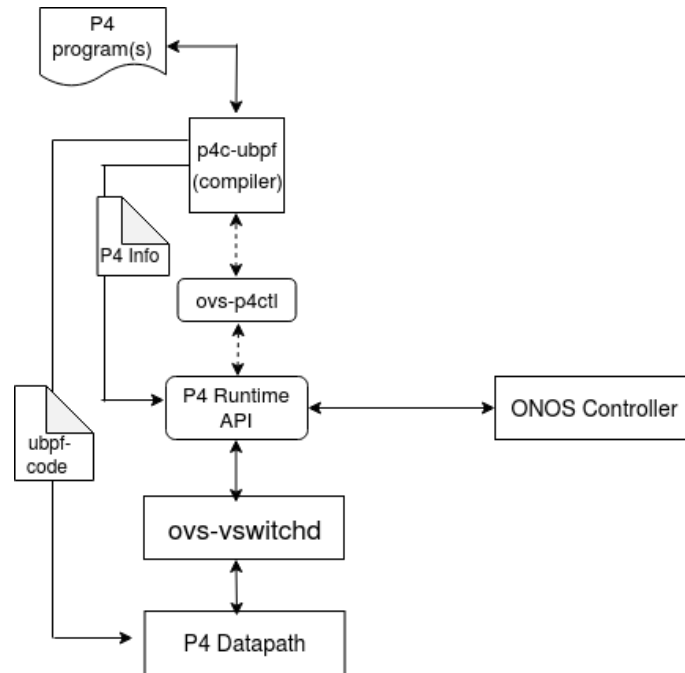 P4
program(s)
p4c-ubpf
(compiler)
P4 Info
ovs-p4ctl
P4 Runtime
API
ONOS Controller
ubpf-
code
ovs-vswitchd
P4 Datapath